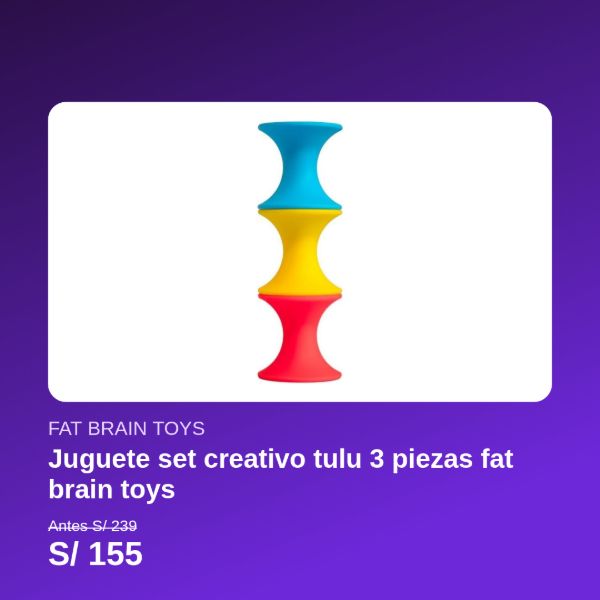 FAT BRAIN TOYS
Juguete set creativo tulu 3 piezas fat
brain toys
Antes S/ 239
S/ 155